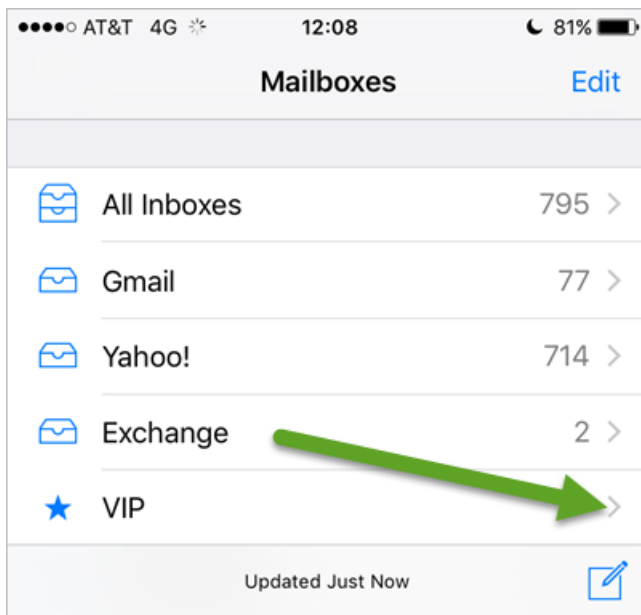 AT&T 4G 12:08 81%
Mailboxes Edit
All Inboxes 795
Gmail 77
Yahoo! 714
Exchange 2
VIP
Updated Just Now